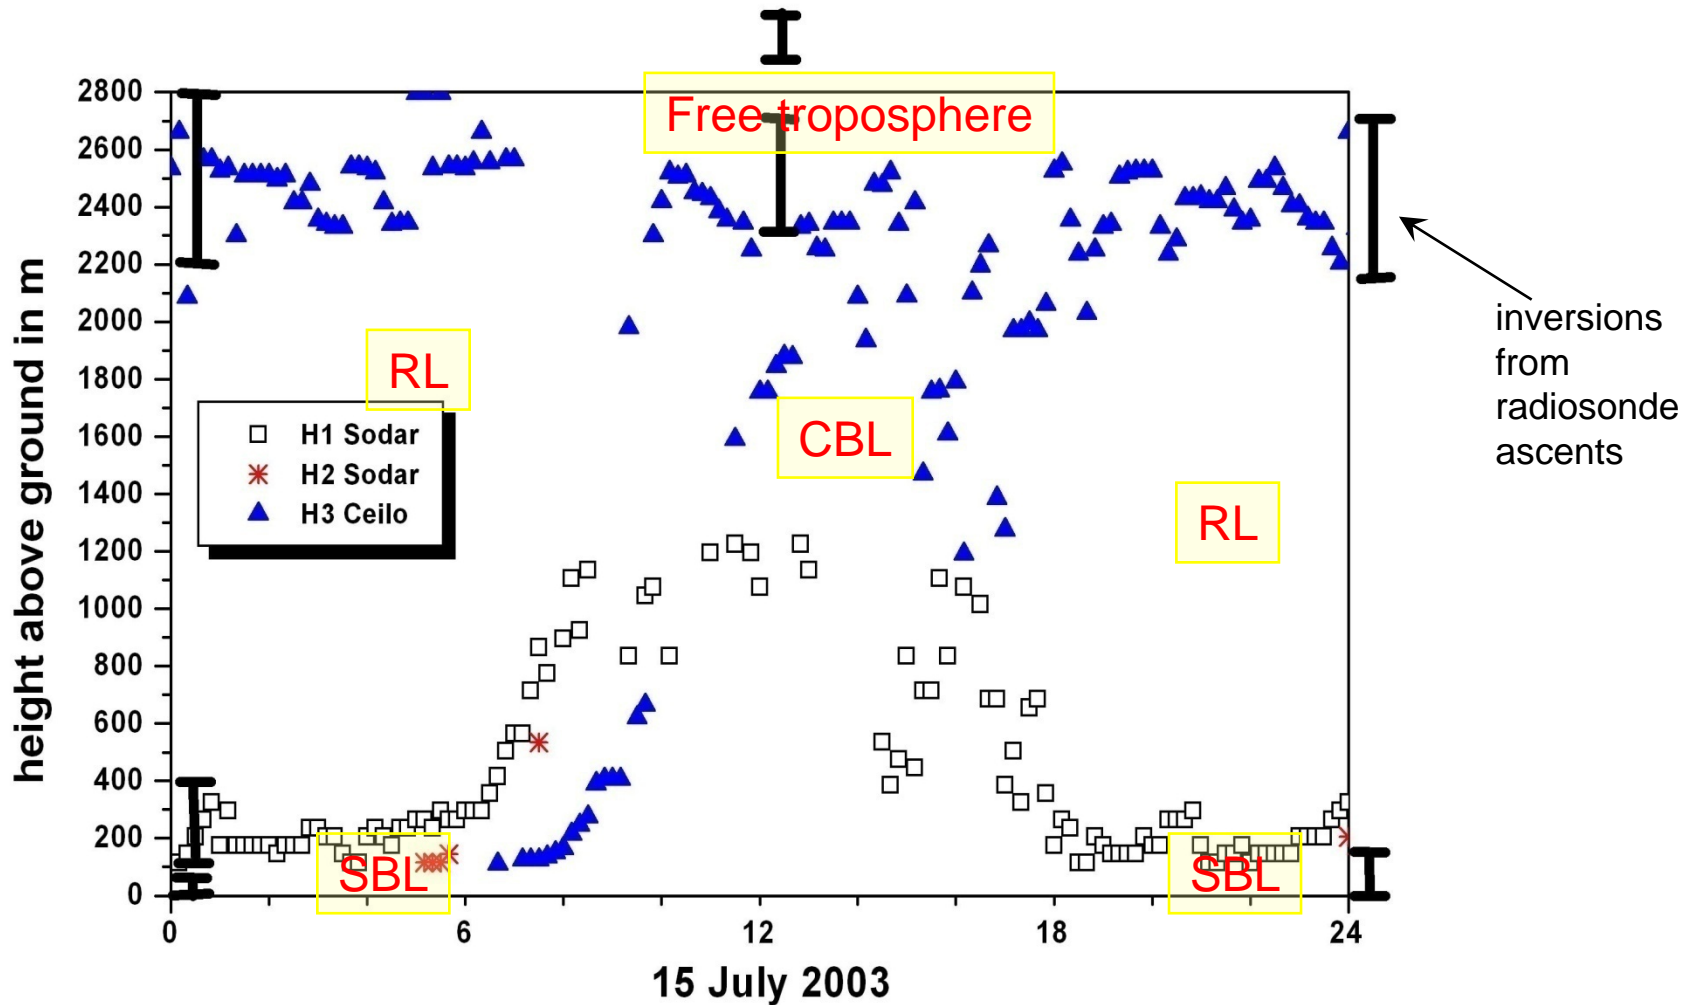 Free troposphere
2800
2600
2400
2200
2000
1800
1600
1400
1200
1000
800
600
400
200
0
height above ground in m
RL
H1 Sodar
H2 Sodar
H3 Ceilo
CBL
RL
SBL
SBL
inversions
from
radiosonde
ascents
0 6 12 18 24
15 July 2003